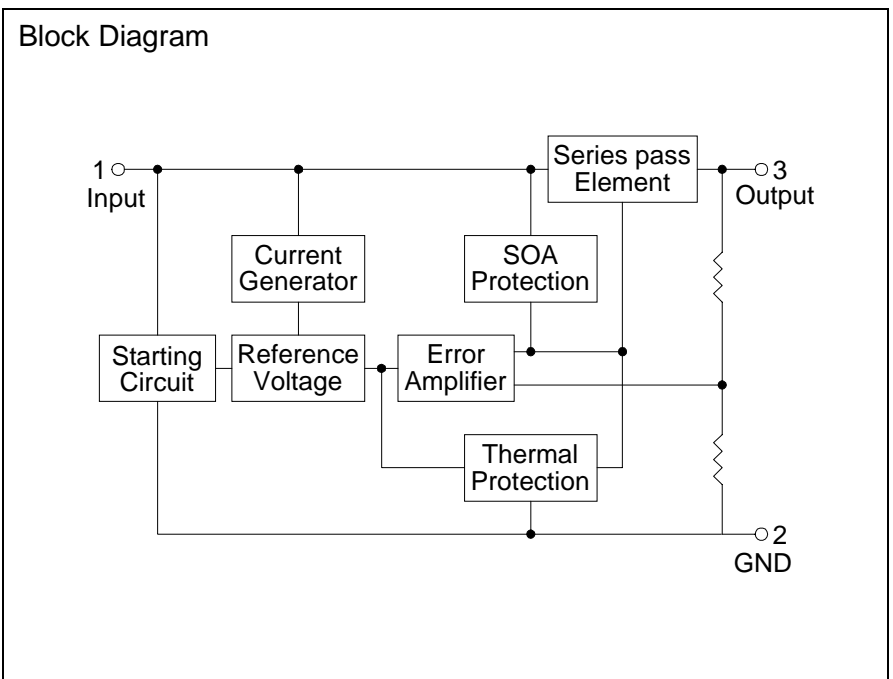 Block Diagram
1
Input
Series pass
Element
3
Output
Current
Generator
SOA
Protection
Starting
Circuit
Reference
Voltage
Error
Amplifier
Thermal
Protection
2
GND